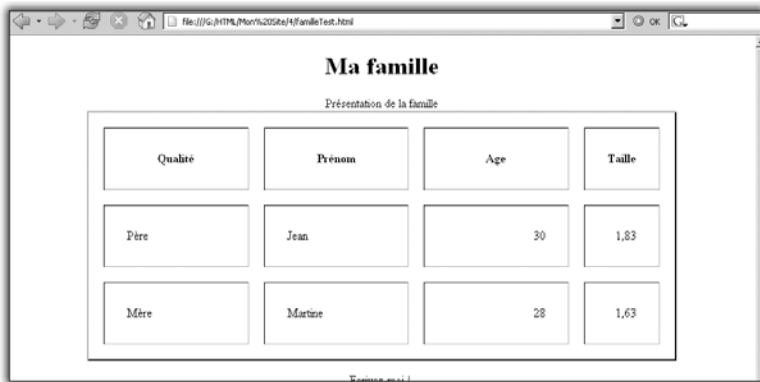 file:///G:/HTML/Mon%20Site/4/familleTest.html
OK
G
Ma famille
Présentation de la famille
Qualité Prénom Age Taille
Père Jean 30 1,83
Mère Martine 28 1,63